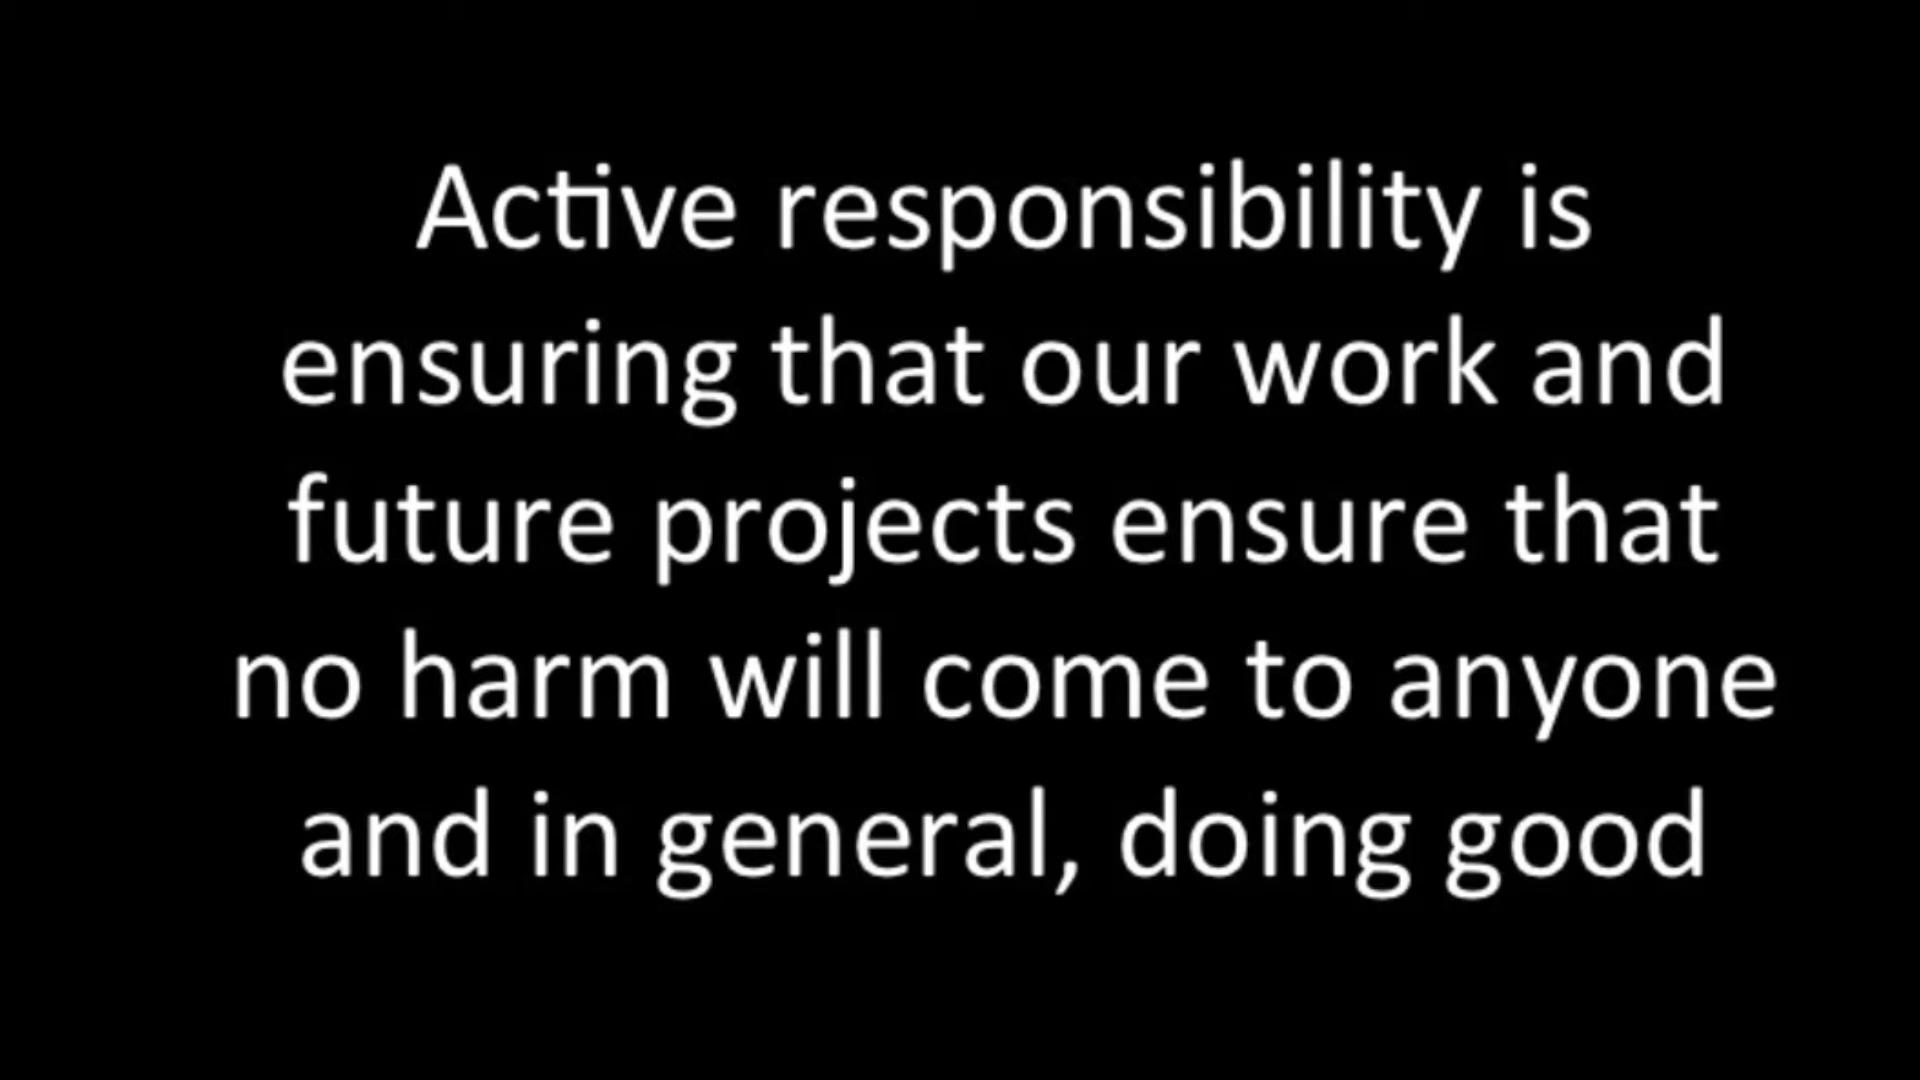 Active responsibility is
ensuring that our work and
future projects ensure that
no harm will come to anyone
and in general, doing good